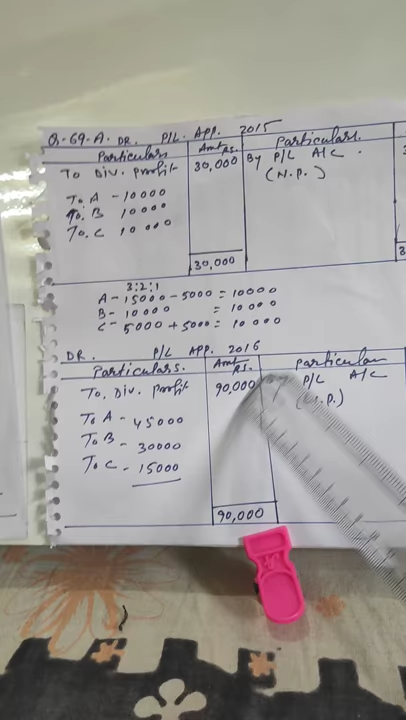 Q-69-A. DR. P/L. APP. 2015
Particulars Amt Rs. Particulars.
To Div. Profit 30,000 By P/L A/C.
(N.P.)
To. A - 10000
To. B 10000
To. C 10000
30,000
3:2:1
A - 15000 - 5000 = 10000
B - 10000 = 10000
C - 5000 + 5000 = 10000
DR. P/L APP. 2016
Particulars. Amt Rs. Particulars
To. Div. Profit 90,000 P/L A/C
.P.)
To A - 45000
To B - 30000
To C - 15000
90,000